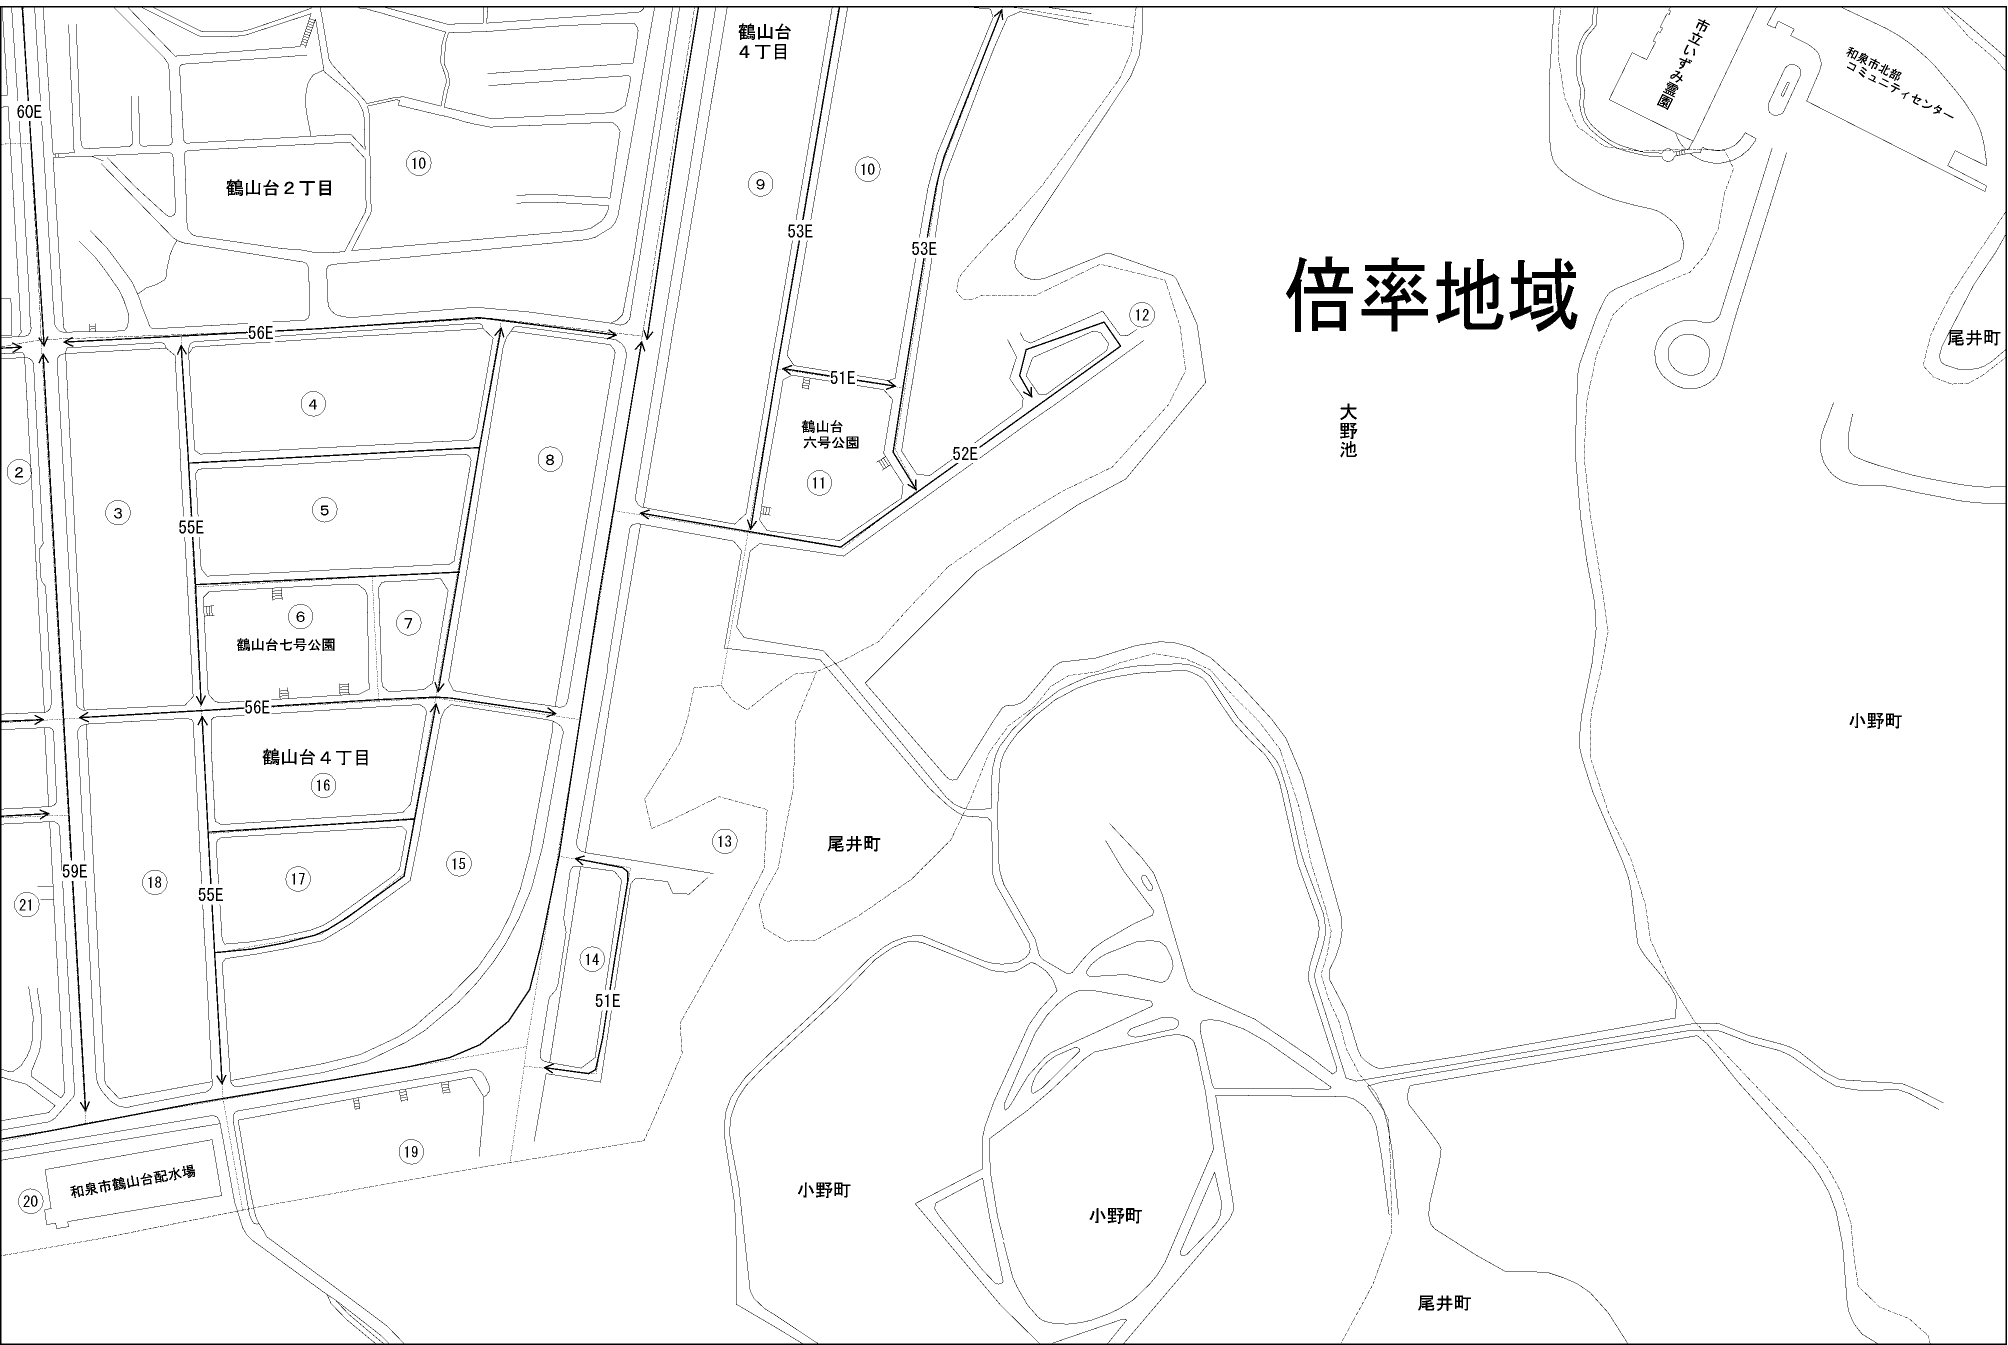 鶴山台
４丁目
市立いずみ霊園
和泉市北部
コミュニティセンター
60E
10
鶴山台２丁目
9
10
53E
53E
倍率地域
12
56E
尾井町
51E
4
大野池
鶴山台
六号公園
52E
8
2
11
3
5
55E
6
7
鶴山台七号公園
56E
小野町
鶴山台４丁目
16
13
尾井町
59E
15
17
18
55E
21
14
51E
19
和泉市鶴山台配水場
20
小野町
小野町
尾井町